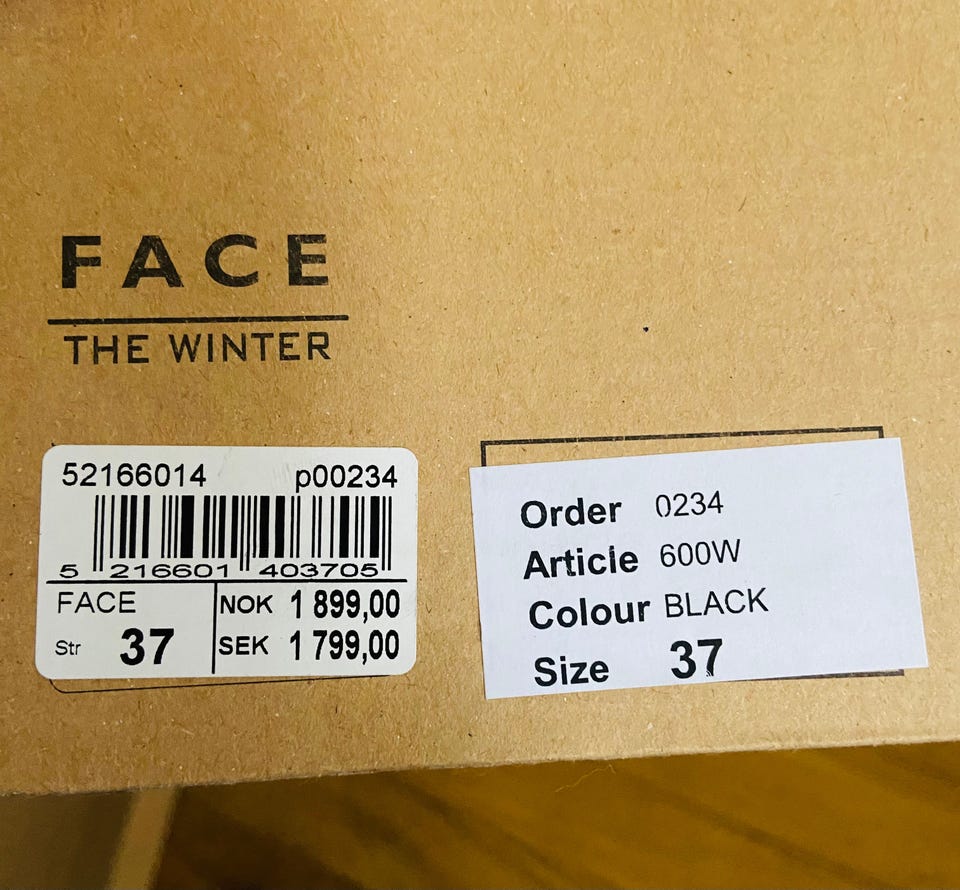 FACE
THE WINTER
52166014 p00234
5 216601 403705
FACE
Str 37
NOK 1 899,00
SEK 1 799,00
Order 0234
Article 600W
Colour BLACK
Size 37